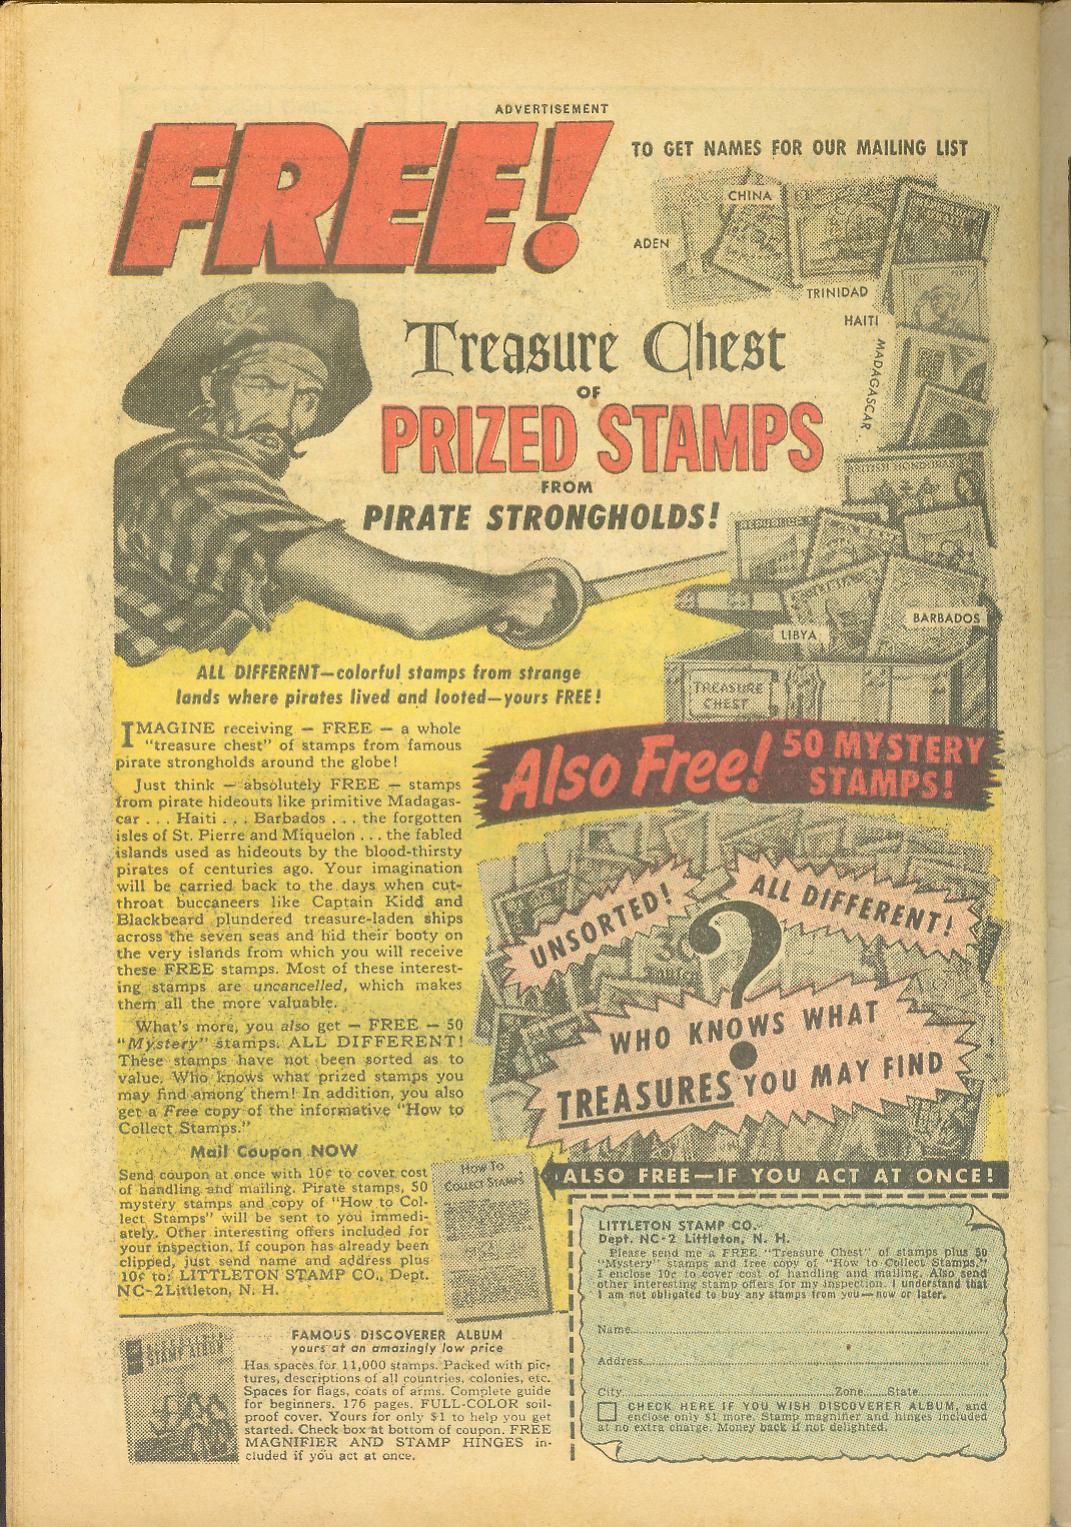 ADVERTISEMENT
FREE!
TO GET NAMES FOR OUR MAILING LIST
CHINA
ADEN
TRINIDAD
HAITI
MADAGASCAR
Treasure Chest
OF
PRIZED STAMPS
FROM
PIRATE STRONGHOLDS!
BRITISH HONDURAS
REPUBLICA
LIBYA
BARBADOS
TREASURE
CHEST
ALL DIFFERENT—colorful stamps from strange
lands where pirates lived and looted—yours FREE!
IMAGINE receiving — FREE — a whole
"treasure chest" of stamps from famous
pirate strongholds around the globe!
Just think — absolutely FREE — stamps
from pirate hideouts like primitive Madagas-
car . . . Haiti . . . Barbados . . . the forgotten
isles of St. Pierre and Miquelon . . . the fabled
islands used as hideouts by the blood-thirsty
pirates of centuries ago. Your imagination
will be carried back to the days when cut-
throat buccaneers like Captain Kidd and
Blackbeard plundered treasure-laden ships
across the seven seas and hid their booty on
the very islands from which you will receive
these FREE stamps. Most of these interest-
ing stamps are uncancelled, which makes
them all the more valuable.
What's more, you also get — FREE — 50
"Mystery" stamps. ALL DIFFERENT!
These stamps have not been sorted as to
value. Who knows what prized stamps you
may find among them! In addition, you also
get a Free copy of the informative "How to
Collect Stamps."
Mail Coupon NOW
Send coupon at once with 10¢ to cover cost
of handling and mailing. Pirate stamps, 50
mystery stamps and copy of "How to Col-
lect Stamps" will be sent to you immedi-
ately. Other interesting offers included for
your inspection. If coupon has already been
clipped, just send name and address plus
10¢ to: LITTLETON STAMP CO., Dept.
NC-2 Littleton, N. H.
Also Free! 50 MYSTERY
STAMPS!
UNSORTED!
ALL DIFFERENT!
?
WHO KNOWS WHAT
TREASURES YOU MAY FIND
HOW TO
COLLECT STAMPS
ALSO FREE—IF YOU ACT AT ONCE!
STAMP ALBUM
FAMOUS DISCOVERER ALBUM
yours at an amazingly low price
Has spaces for 11,000 stamps. Packed with pic-
tures, descriptions of all countries, colonies, etc.
Spaces for flags, coats of arms. Complete guide
for beginners. 176 pages. FULL-COLOR soil-
proof cover. Yours for only $1 to help you get
started. Check box at bottom of coupon. FREE
MAGNIFIER AND STAMP HINGES in-
cluded if you act at once.
LITTLETON STAMP CO.
Dept. NC-2 Littleton, N. H.
Please send me a FREE "Treasure Chest" of stamps plus 50
"Mystery" stamps and free copy of "How to Collect Stamps."
I enclose 10¢ to cover cost of handling and mailing. Also send
other interesting stamp offers for my inspection. I understand that
I am not obligated to buy any stamps from you—now or later.
Name
Address
City Zone State
CHECK HERE IF YOU WISH DISCOVERER ALBUM, and
enclose only $1 more. Stamp magnifier and hinges included
at no extra charge. Money back if not delighted.